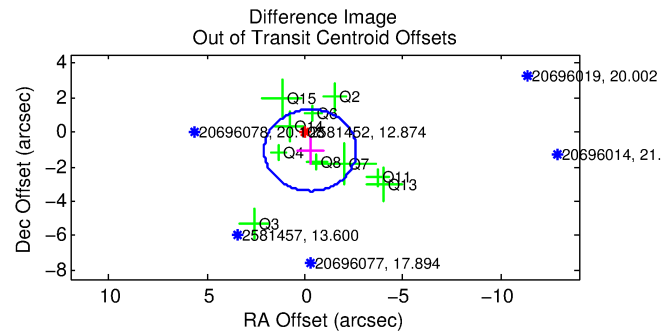 Difference Image
Out of Transit Centroid Offsets
Dec Offset (arcsec)
4
2
0
−2
−4
−6
−8
20696019, 20.002
Q15
Q2
Q6
Q14
20696078, 20.108
2581452, 12.874
Q4
Q8
Q7
20696014, 21.
Q11
Q13
Q3
2581457, 13.600
20696077, 17.894
10
5
0
−5
−10
RA Offset (arcsec)